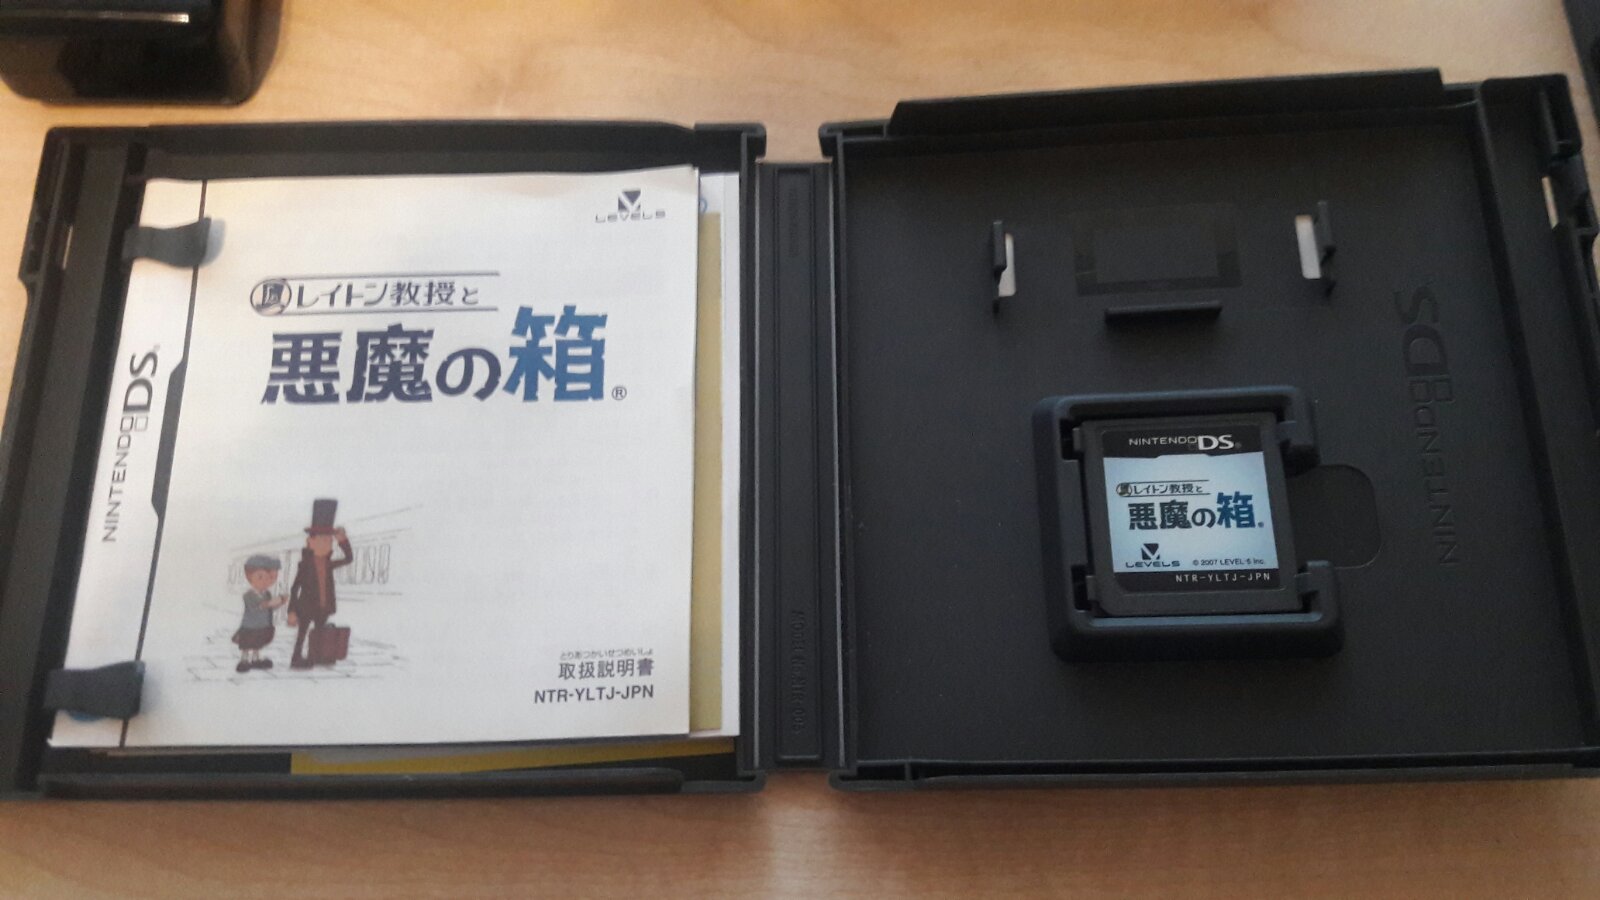 LEVEL5
レイトン教授と
悪魔の箱®
NINTENDO DS®
とりあつかいせつめいしょ
取扱説明書
NTR-YLTJ-JPN
NINTENDO DS
NINTENDO DS®
レイトン教授と
悪魔の箱®
LEVEL5
© 2007 LEVEL-5 Inc.
NTR-YLTJ-JPN